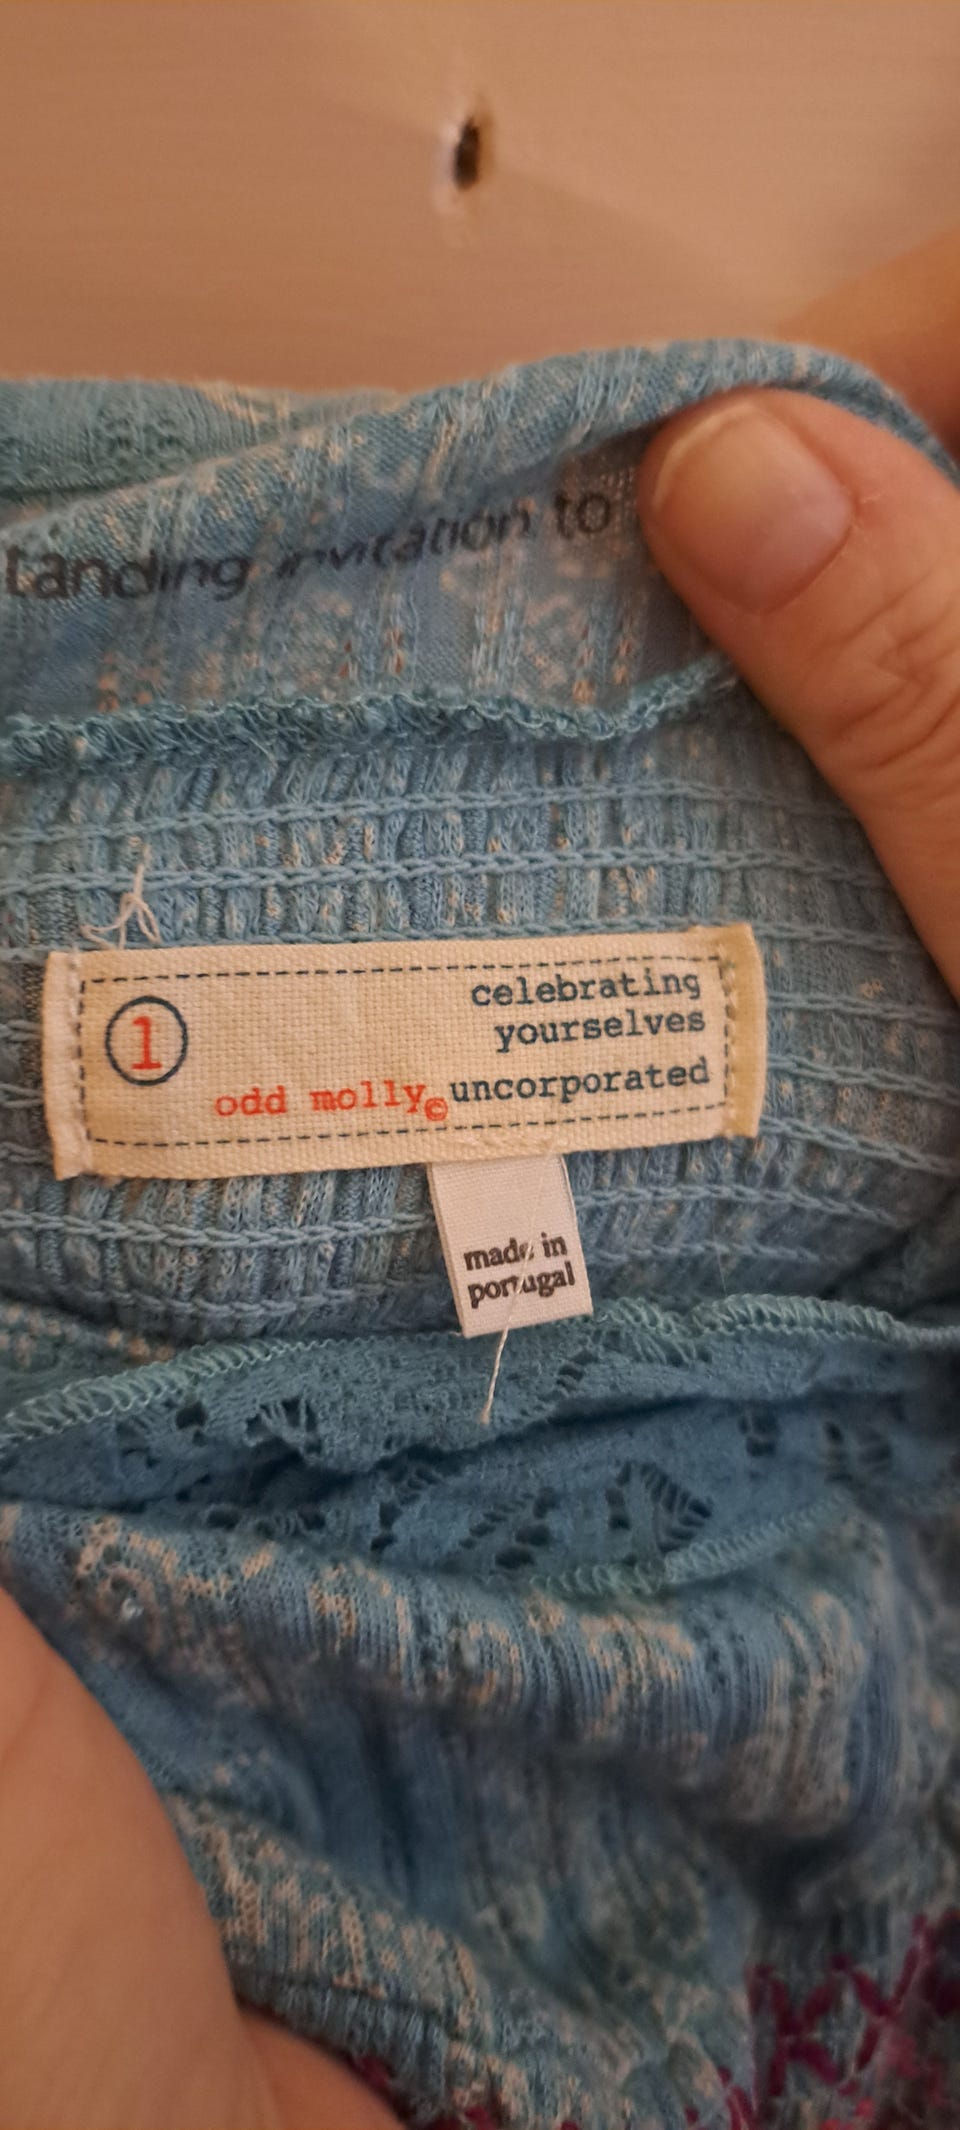 tanding invitation to
1
celebrating
yourselves
odd molly© uncorporated
made in
portugal